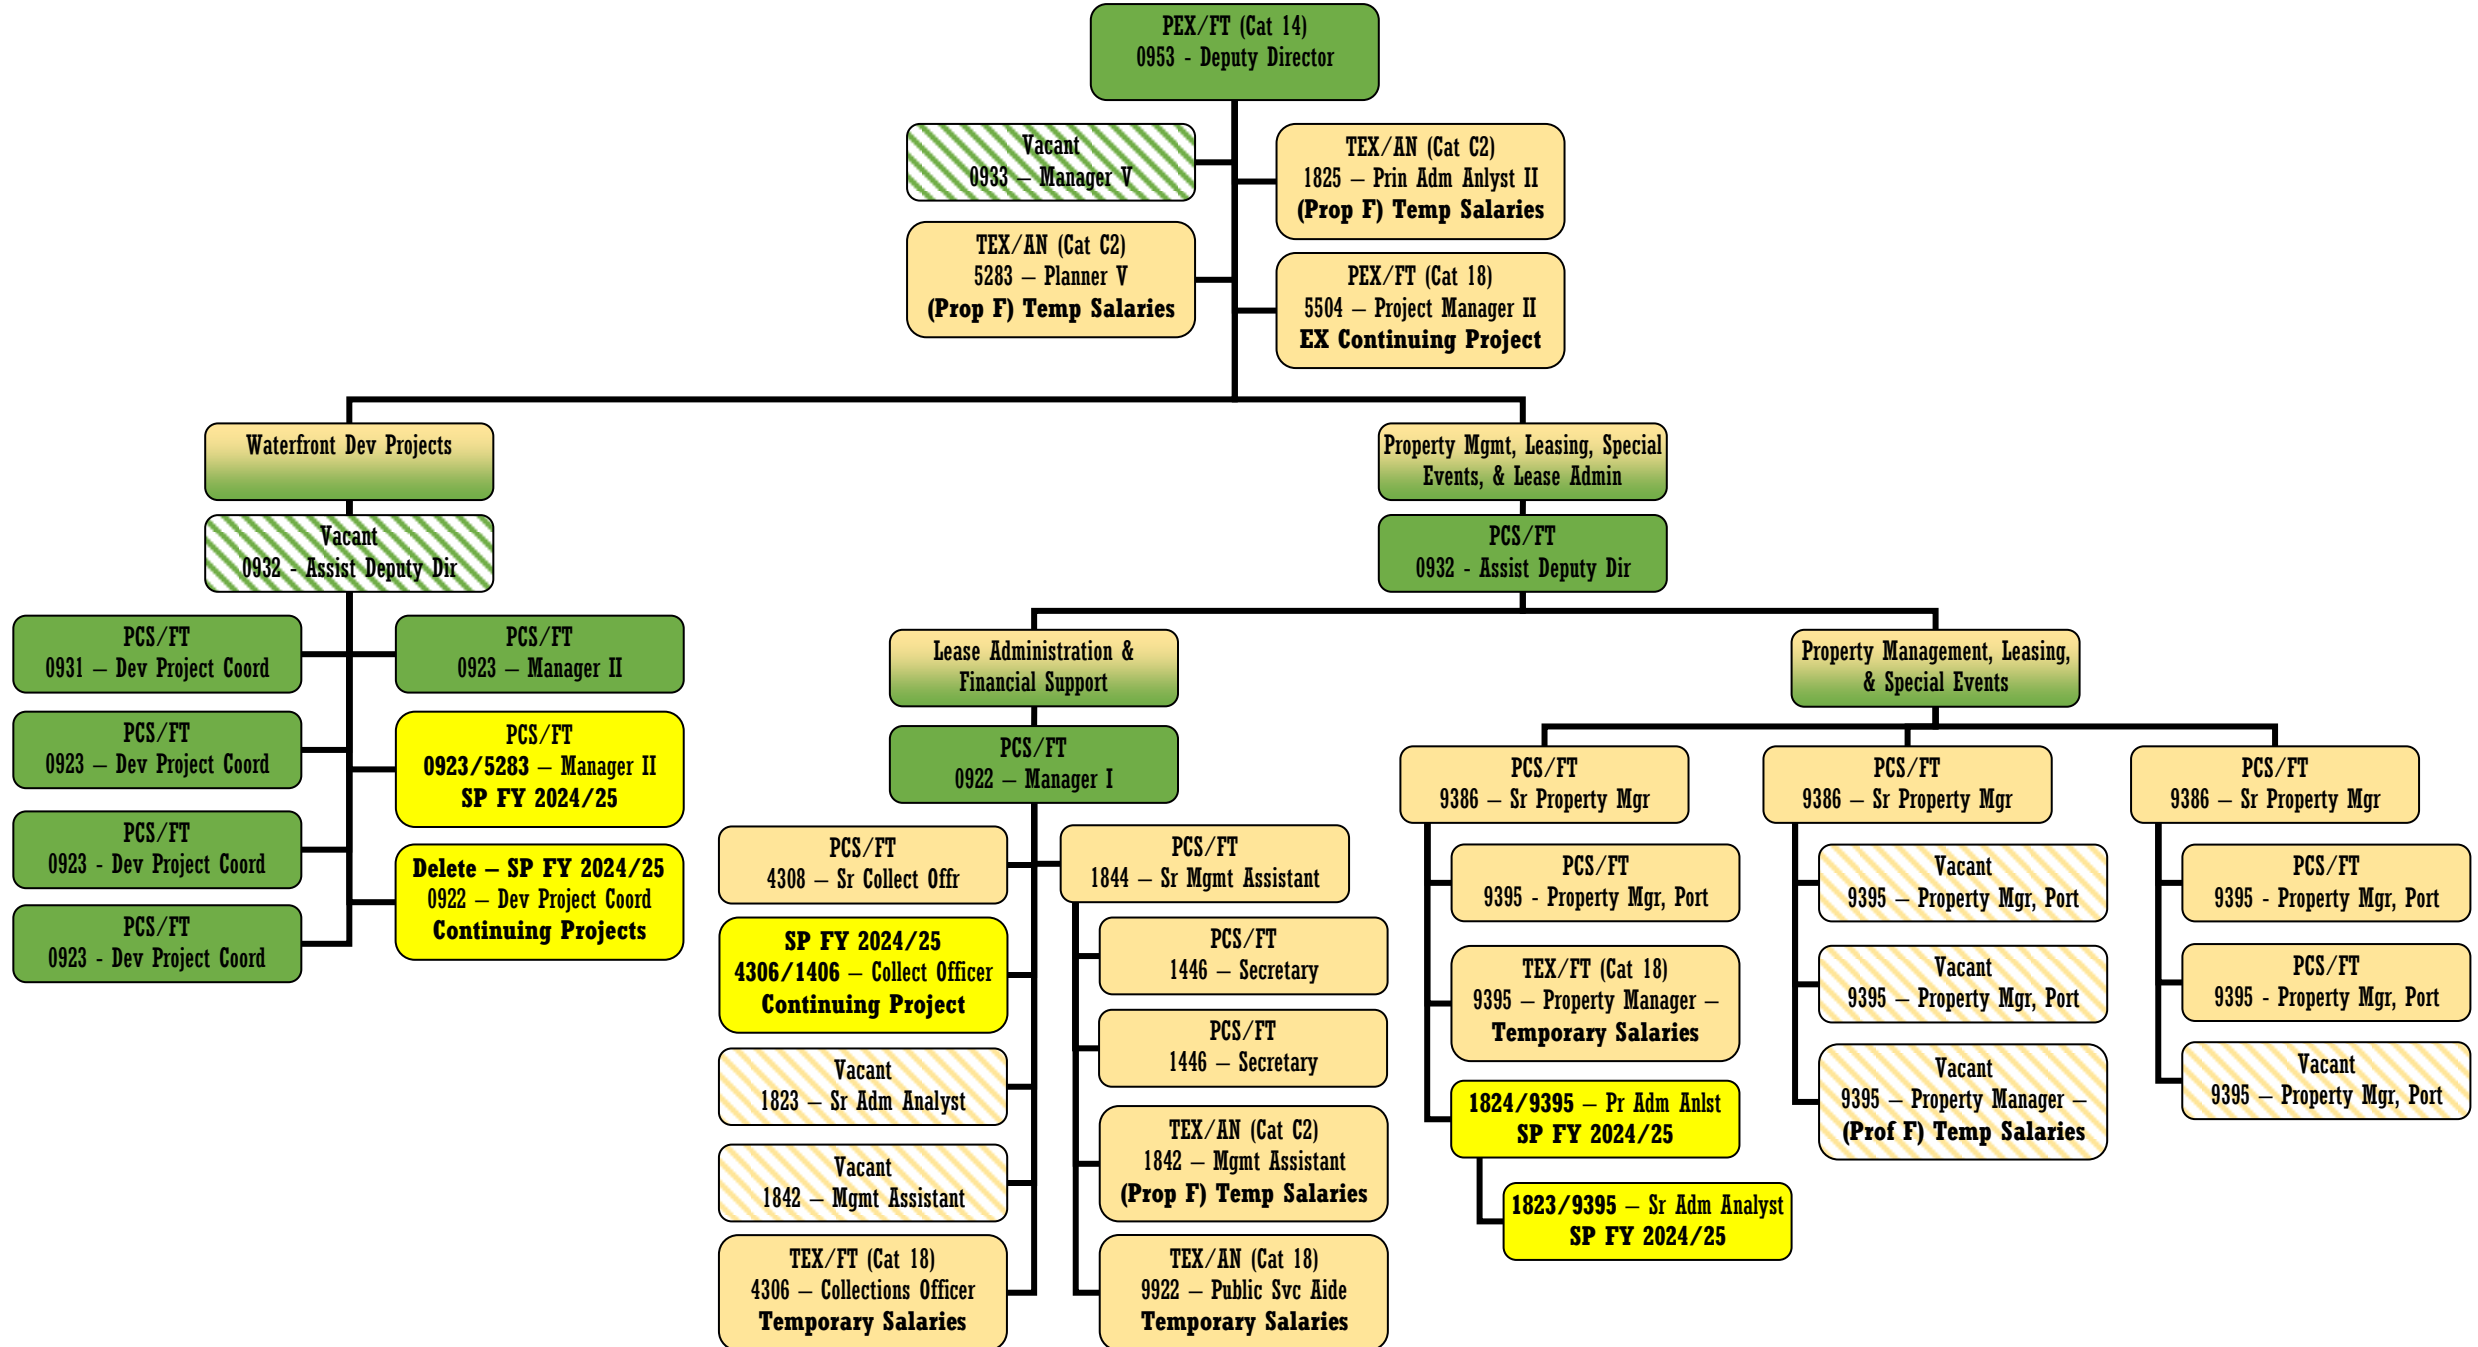 PEX/FT (Cat 14)
0953 - Deputy Director
Vacant
0933 – Manager V
TEX/AN (Cat C2)
1825 – Prin Adm Anlyst II
(Prop F) Temp Salaries
TEX/AN (Cat C2)
5283 – Planner V
(Prop F) Temp Salaries
PEX/FT (Cat 18)
5504 – Project Manager II
EX Continuing Project
Waterfront Dev Projects
Vacant
0932 - Assist Deputy Dir
PCS/FT
0931 – Dev Project Coord
PCS/FT
0923 – Manager II
PCS/FT
0923 – Dev Project Coord
PCS/FT
0923/5283 – Manager II
SP FY 2024/25
PCS/FT
0923 - Dev Project Coord
Delete – SP FY 2024/25
0922 – Dev Project Coord
Continuing Projects
PCS/FT
0923 - Dev Project Coord
Property Mgmt, Leasing, Special
Events, & Lease Admin
PCS/FT
0932 - Assist Deputy Dir
Lease Administration &
Financial Support
PCS/FT
0922 – Manager I
PCS/FT
4308 – Sr Collect Offr
SP FY 2024/25
4306/1406 – Collect Officer
Continuing Project
Vacant
1823 – Sr Adm Analyst
Vacant
1842 – Mgmt Assistant
TEX/FT (Cat 18)
4306 – Collections Officer
Temporary Salaries
PCS/FT
1844 – Sr Mgmt Assistant
PCS/FT
1446 – Secretary
PCS/FT
1446 – Secretary
TEX/AN (Cat C2)
1842 – Mgmt Assistant
(Prop F) Temp Salaries
TEX/AN (Cat 18)
9922 – Public Svc Aide
Temporary Salaries
Property Management, Leasing,
& Special Events
PCS/FT
9386 – Sr Property Mgr
PCS/FT
9395 - Property Mgr, Port
TEX/FT (Cat 18)
9395 – Property Manager –
Temporary Salaries
1824/9395 – Pr Adm Anlst
SP FY 2024/25
1823/9395 – Sr Adm Analyst
SP FY 2024/25
PCS/FT
9386 – Sr Property Mgr
Vacant
9395 – Property Mgr, Port
Vacant
9395 – Property Mgr, Port
Vacant
9395 – Property Manager –
(Prof F) Temp Salaries
PCS/FT
9386 – Sr Property Mgr
PCS/FT
9395 - Property Mgr, Port
PCS/FT
9395 - Property Mgr, Port
Vacant
9395 – Property Mgr, Port